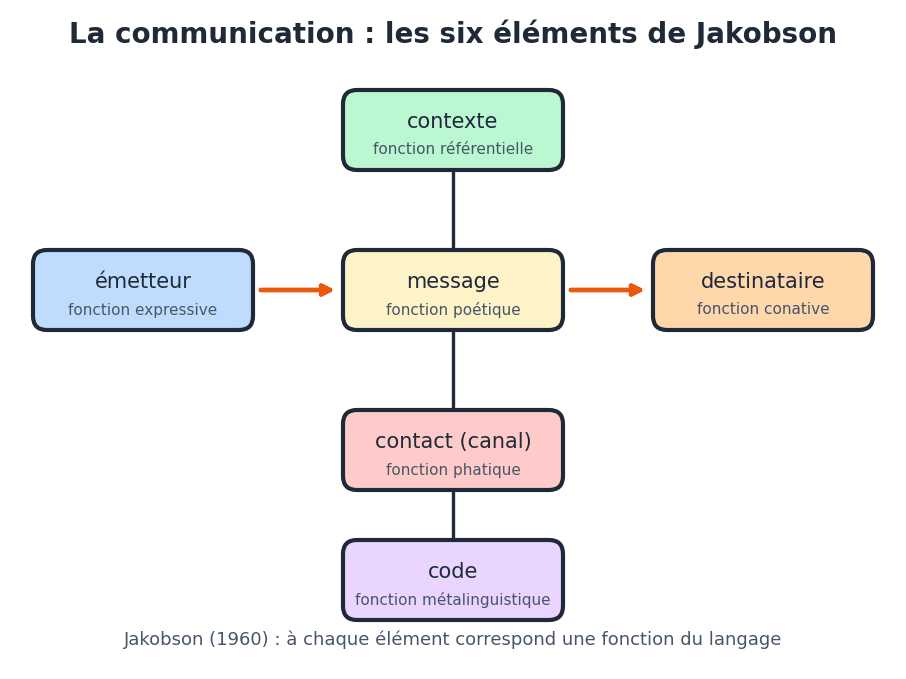 La communication : les six éléments de Jakobson
contexte
fonction référentielle
émetteur
fonction expressive
message
fonction poétique
destinataire
fonction conative
contact (canal)
fonction phatique
code
fonction métalinguistique
Jakobson (1960) : à chaque élément correspond une fonction du langage